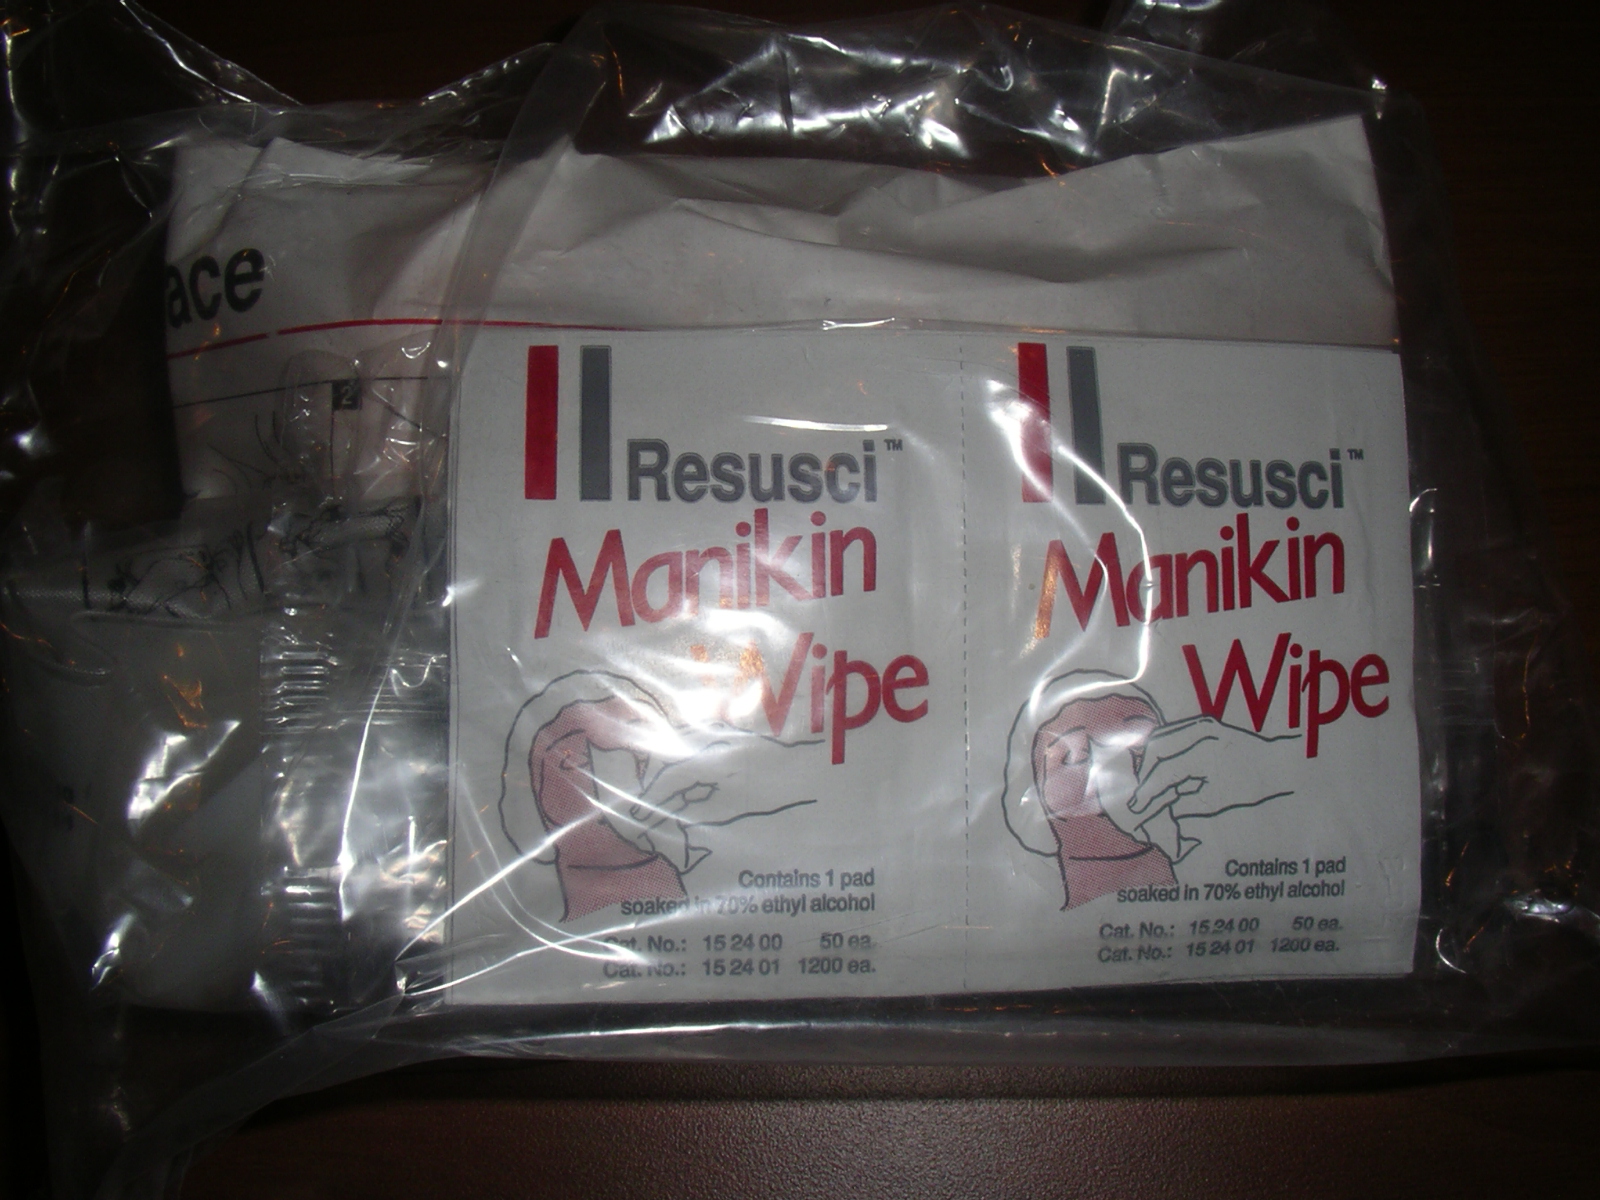 ace
2
Resusci™
Manikin
Wipe
Contains 1 pad
soaked in 70% ethyl alcohol
Cat. No.: 15 24 00 50 ea.
Cat. No.: 15 24 01 1200 ea.
Resusci™
Manikin
Wipe
Contains 1 pad
soaked in 70% ethyl alcohol
Cat. No.: 15 24 00 50 ea.
Cat. No.: 15 24 01 1200 ea.